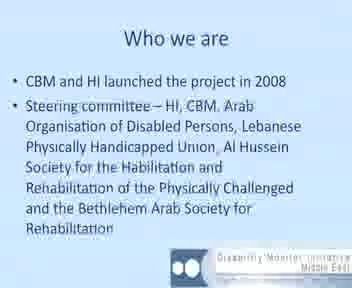 Who we are
• CBM and HI launched the project in 2008
• Steering committee – HI, CBM. Arab
Organisation of Disabled Persons, Lebanese
Physically Handicapped Union, Al Hussein
Society for the Habilitation and
Rehabilitation of the Physically Challenged
and the Bethlehem Arab Society for
Rehabilitation
Disability Monitor Initiative
Middle East